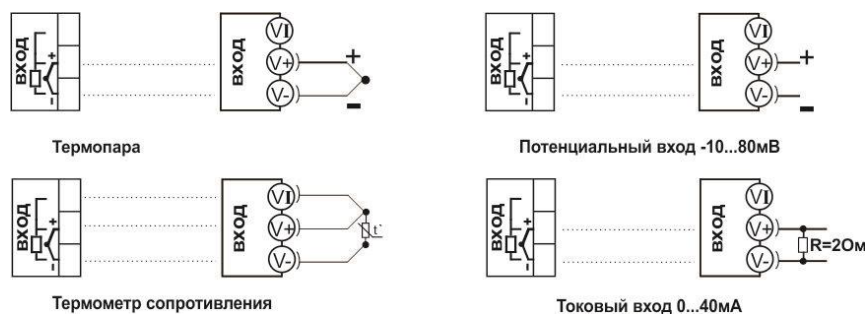 ВХОД
+
-
ВХОД
VI
V+
V-
+
-
Термопара
ВХОД
+
-
ВХОД
VI
V+
V-
+
-
Потенциальный вход -10...80мВ
ВХОД
+
-
ВХОД
VI
V+
V-
t°
Термометр сопротивления
ВХОД
+
-
ВХОД
VI
V+
V-
R=2Ом
Токовый вход 0...40мА